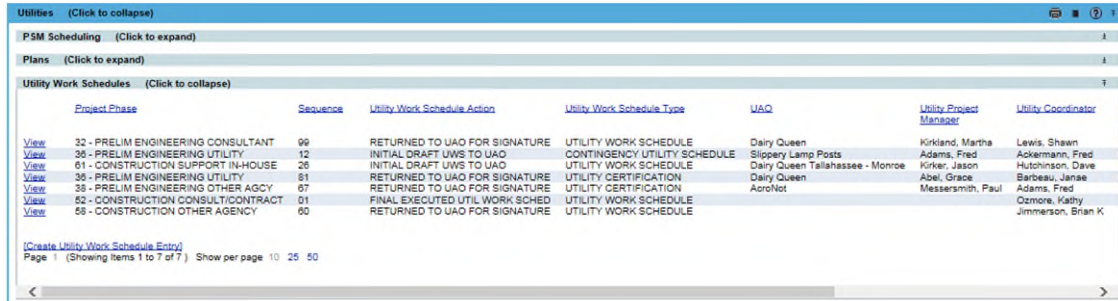 Utilities (Click to collapse)
PSM Scheduling (Click to expand)
Plans (Click to expand)
Utility Work Schedules (Click to collapse)
Project Phase Sequence Utility Work Schedule Action Utility Work Schedule Type UAO Utility Project Manager Utility Coordinator
View 32 - PRELIM ENGINEERING CONSULTANT 99 RETURNED TO UAO FOR SIGNATURE UTILITY WORK SCHEDULE Dairy Queen Kirkland, Martha Lewis, Shawn
View 36 - PRELIM ENGINEERING UTILITY 12 INITIAL DRAFT UWS TO UAO CONTINGENCY UTILITY SCHEDULE Slippery Lamp Posts Adams, Fred Ackermann, Fred
View 61 - CONSTRUCTION SUPPORT IN-HOUSE 26 INITIAL DRAFT UWS TO UAO UTILITY WORK SCHEDULE Dairy Queen Tallahassee - Monroe Kirker, Jason Hutchinson, Dave
View 36 - PRELIM ENGINEERING UTILITY 81 RETURNED TO UAO FOR SIGNATURE UTILITY CERTIFICATION Dairy Queen Abel, Grace Barbeau, Janae
View 38 - PRELIM ENGINEERING OTHER AGCY 67 RETURNED TO UAO FOR SIGNATURE UTILITY CERTIFICATION AcroNot Messersmith, Paul Adams, Fred
View 52 - CONSTRUCTION CONSULT/CONTRACT 01 FINAL EXECUTED UTIL WORK SCHED UTILITY WORK SCHEDULE Ozmore, Kathy
View 58 - CONSTRUCTION OTHER AGENCY 60 RETURNED TO UAO FOR SIGNATURE UTILITY WORK SCHEDULE Jimmerson, Brian K
[Create Utility Work Schedule Entry]
Page 1 (Showing Items 1 to 7 of 7 ) Show per page 10 25 50